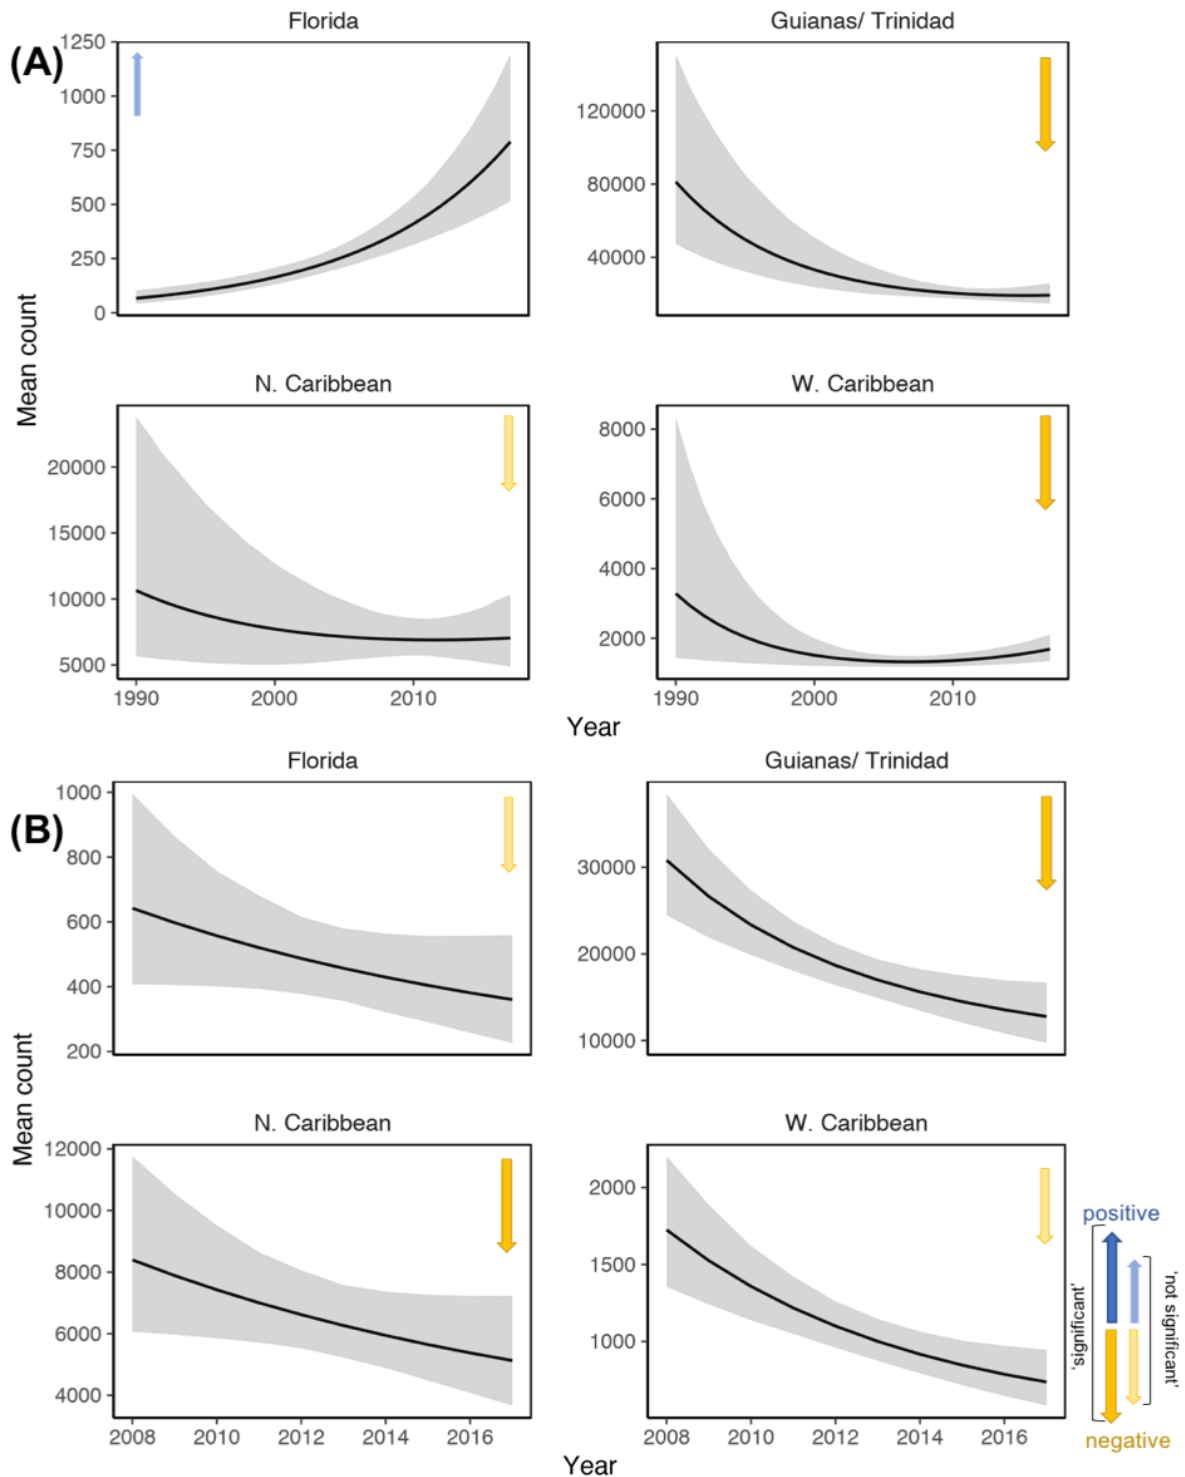 (A)
Florida
1250
1000
750
500
250
0
Guianas/ Trinidad
120000
80000
40000
Mean count
N. Caribbean
20000
15000
10000
5000
1990
2000
2010
W. Caribbean
8000
6000
4000
2000
1990
2000
2010
Year
(B)
Florida
1000
800
600
400
200
Guianas/ Trinidad
30000
20000
10000
Mean count
N. Caribbean
12000
10000
8000
6000
4000
2008
2010
2012
2014
2016
W. Caribbean
2000
1500
1000
2008
2010
2012
2014
2016
Year
positive
'significant'
'not significant'
negative